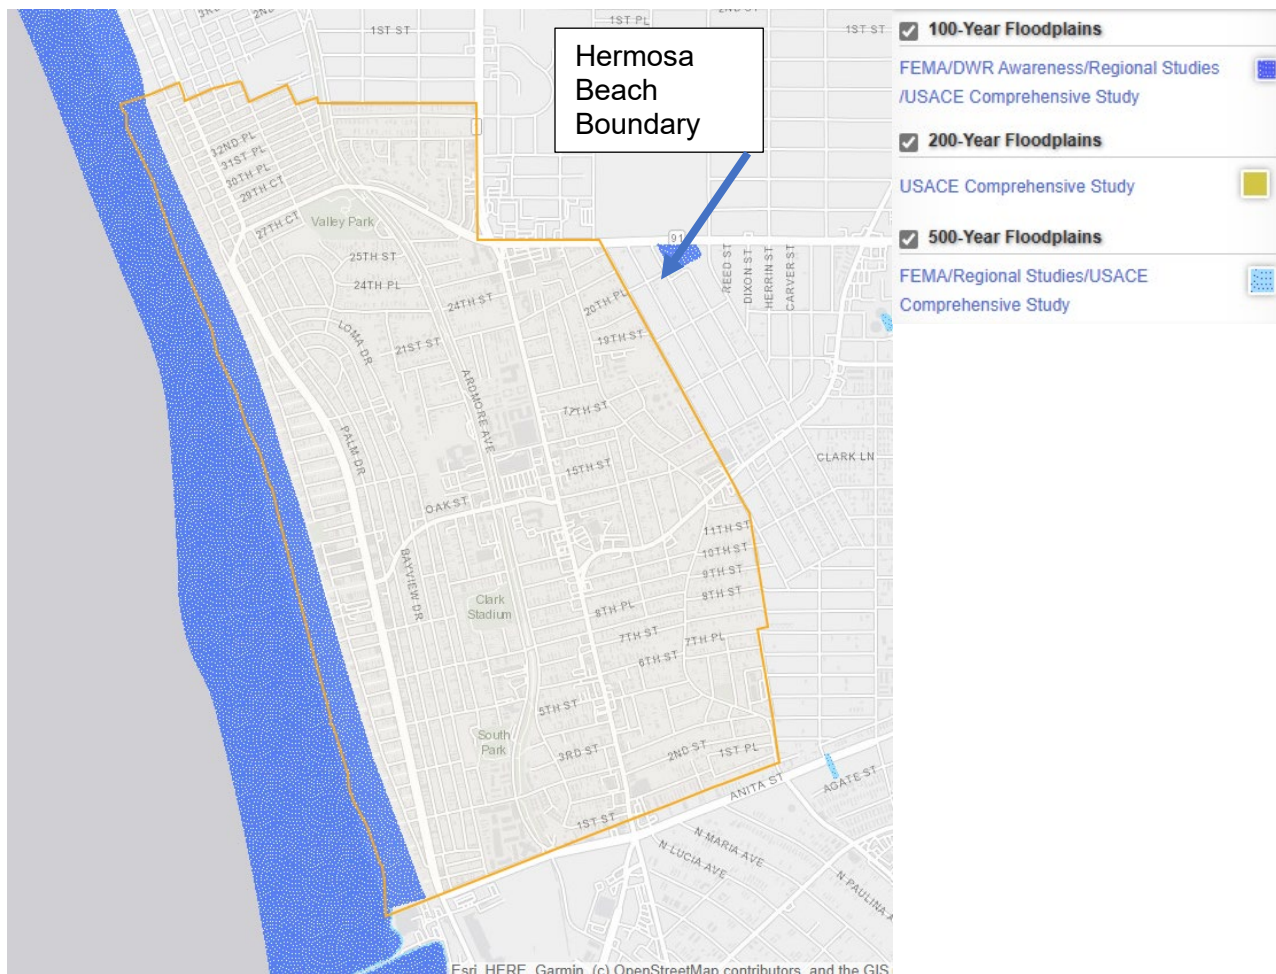 3RD
2ND ST
1ST PL
1ST ST
1ST ST
Hermosa
Beach
Boundary
32ND PL
31ST PL
30TH PL
29TH CT
27TH CT
Valley Park
25TH ST
24TH PL
24TH ST
20TH PL
19TH ST
91
REED ST
DIXON ST
HERRIN ST
CARVER ST
LOMA DR
21ST ST
ARDMORE AVE
17TH ST
PALM DR
15TH ST
CLARK LN
OAK ST
11TH ST
10TH ST
9TH ST
9TH ST
BAYVIEW DR
Clark
Stadium
8TH PL
7TH ST
7TH PL
6TH ST
5TH ST
South
Park
3RD ST
2ND ST
1ST PL
ANITA ST
AGATE ST
1ST ST
N MARIA AVE
N LUCIA AVE
N PAULINA A
Esri, HERE, Garmin, (c) OpenStreetMap contributors, and the GIS
100-Year Floodplains
FEMA/DWR Awareness/Regional Studies
/USACE Comprehensive Study
200-Year Floodplains
USACE Comprehensive Study
500-Year Floodplains
FEMA/Regional Studies/USACE
Comprehensive Study